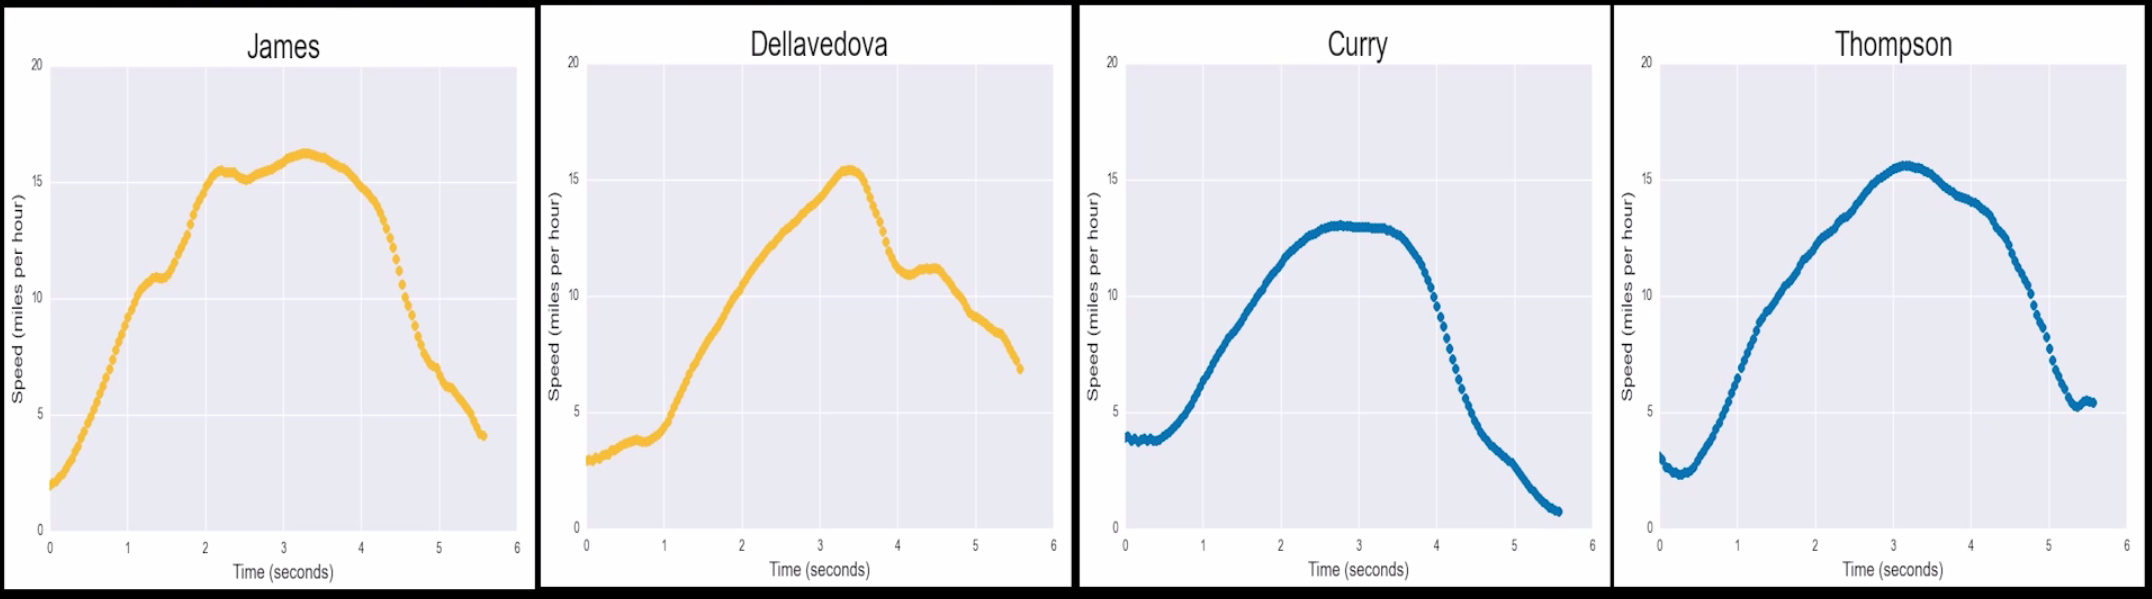 James
20
15
10
5
0
0 1 2 3 4 5 6
Speed (miles per hour)
Time (seconds)
Dellavedova
20
15
10
5
0
0 1 2 3 4 5 6
Speed (miles per hour)
Time (seconds)
Curry
20
15
10
5
0
0 1 2 3 4 5 6
Speed (miles per hour)
Time (seconds)
Thompson
20
15
10
5
0
0 1 2 3 4 5 6
Speed (miles per hour)
Time (seconds)